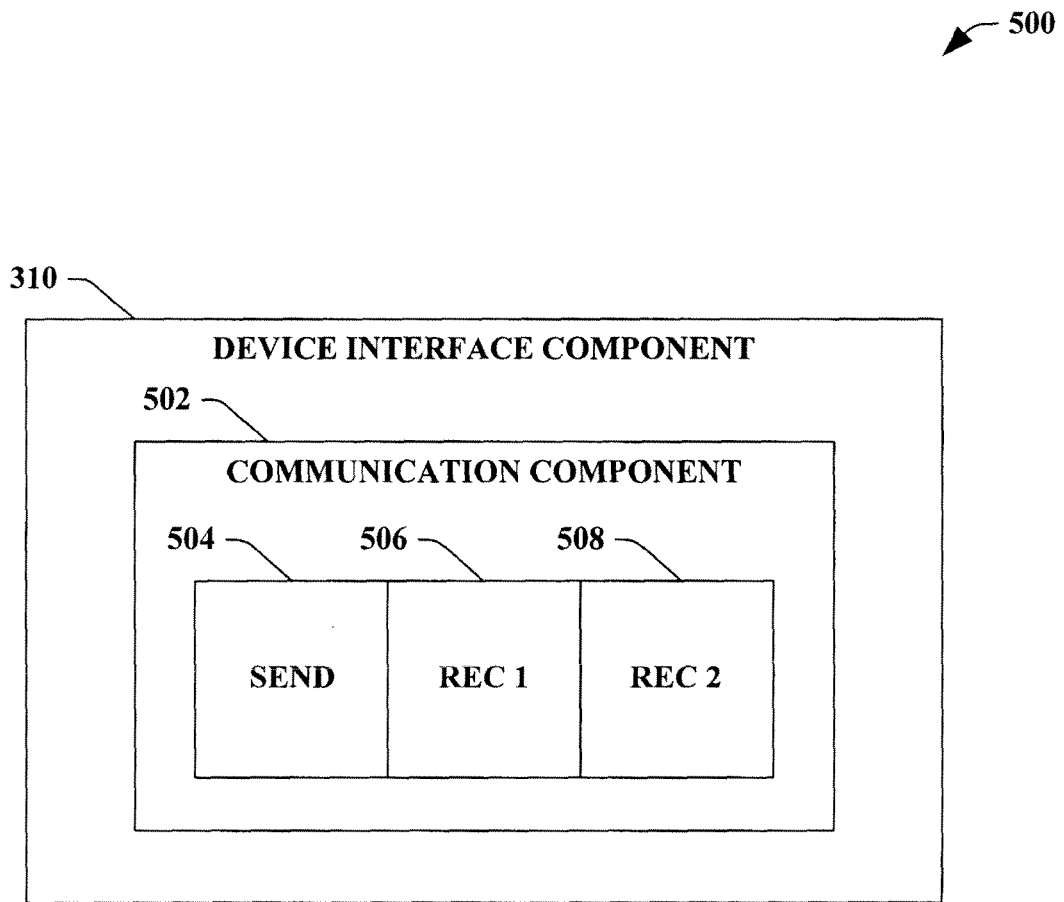 500
310
DEVICE INTERFACE COMPONENT
502
COMMUNICATION COMPONENT
504 506 508
SEND REC 1 REC 2